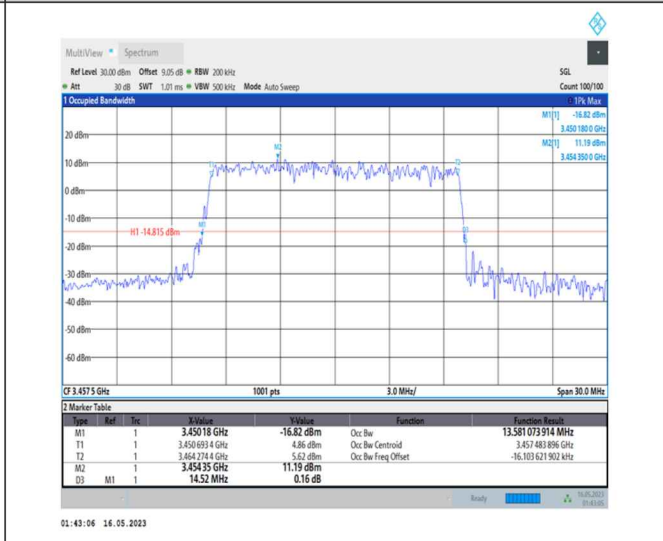 MultiView Spectrum
Ref Level 30.00 dBm Offset 9.05 dB RBW 200 kHz SGL
Att 30 dB SWT 1.01 ms VBW 500 kHz Mode Auto Sweep Count 100/100
1 Occupied Bandwidth 1Pk Max
M1[1] -16.82 dBm
3.450 180 0 GHz
M2[1] 11.19 dBm
3.454 350 0 GHz
20 dBm
M2
10 dBm
T1
T2
0 dBm
-10 dBm
M1
D3
H1 -14.815 dBm
-20 dBm
-30 dBm
-40 dBm
-50 dBm
-60 dBm
CF 3.457 5 GHz 1001 pts 3.0 MHz/ Span 30.0 MHz
2 Marker Table
Type Ref Trc X-Value Y-Value Function Function Result
M1 1 3.450 18 GHz -16.82 dBm Occ Bw 13.581 073 914 MHz
T1 1 3.450 693 4 GHz 4.86 dBm Occ Bw Centroid 3.457 483 896 GHz
T2 1 3.464 274 4 GHz 5.62 dBm Occ Bw Freq Offset -16.103 621 902 kHz
M2 1 3.454 35 GHz 11.19 dBm
D3 M1 1 14.52 MHz 0.16 dB
Ready 16.05.2023
01:43:05
01:43:06 16.05.2023